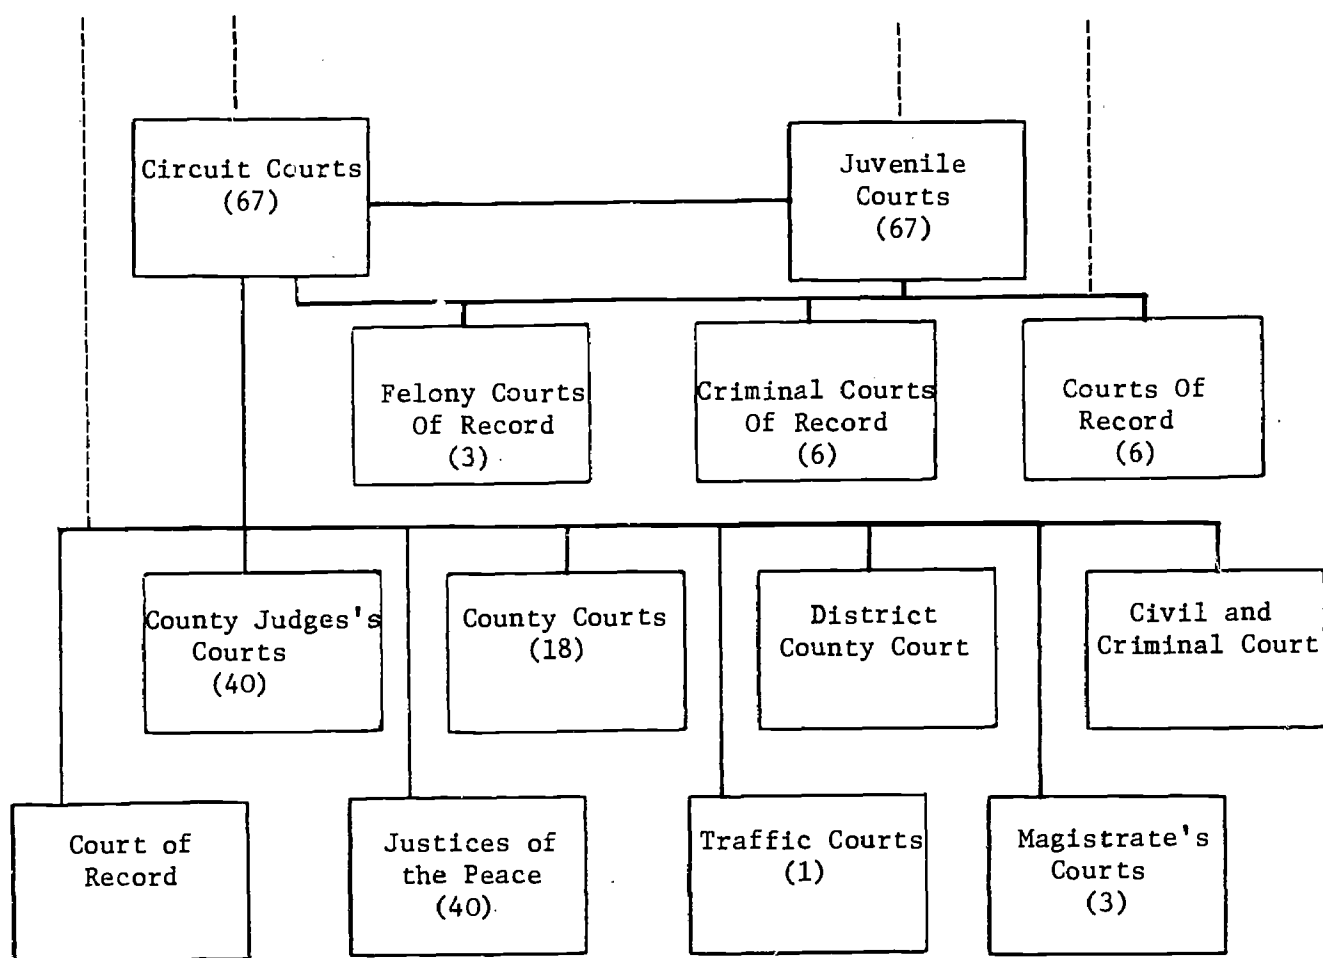 Circuit Courts
(67)
Juvenile
Courts
(67)
Felony Courts
Of Record
(3)
Criminal Courts
Of Record
(6)
Courts Of
Record
(6)
County Judges's
Courts
(40)
County Courts
(18)
District
County Court
Civil and
Criminal Court
Court of
Record
Justices of
the Peace
(40)
Traffic Courts
(1)
Magistrate's
Courts
(3)